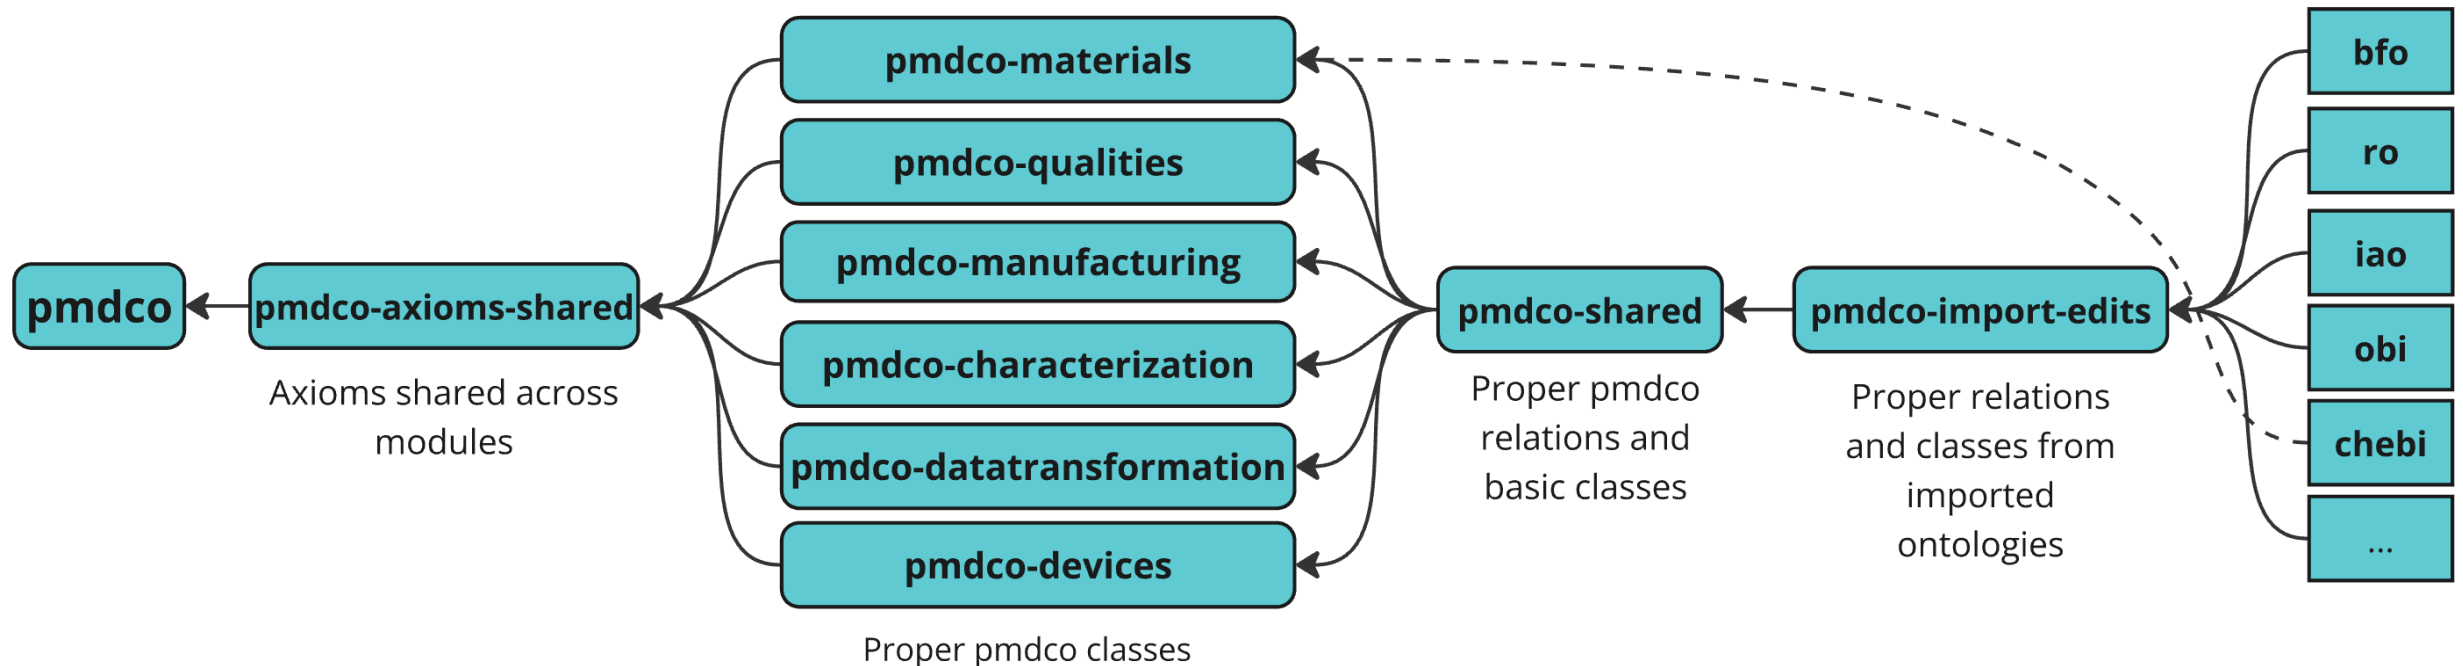 pmdco
pmdco-axioms-shared
Axioms shared across
modules
pmdco-materials
pmdco-qualities
pmdco-manufacturing
pmdco-characterization
pmdco-datatransformation
pmdco-devices
Proper pmdco classes
pmdco-shared
Proper pmdco
relations and
basic classes
pmdco-import-edits
Proper relations
and classes from
imported
ontologies
bfo
ro
iao
obi
chebi
...